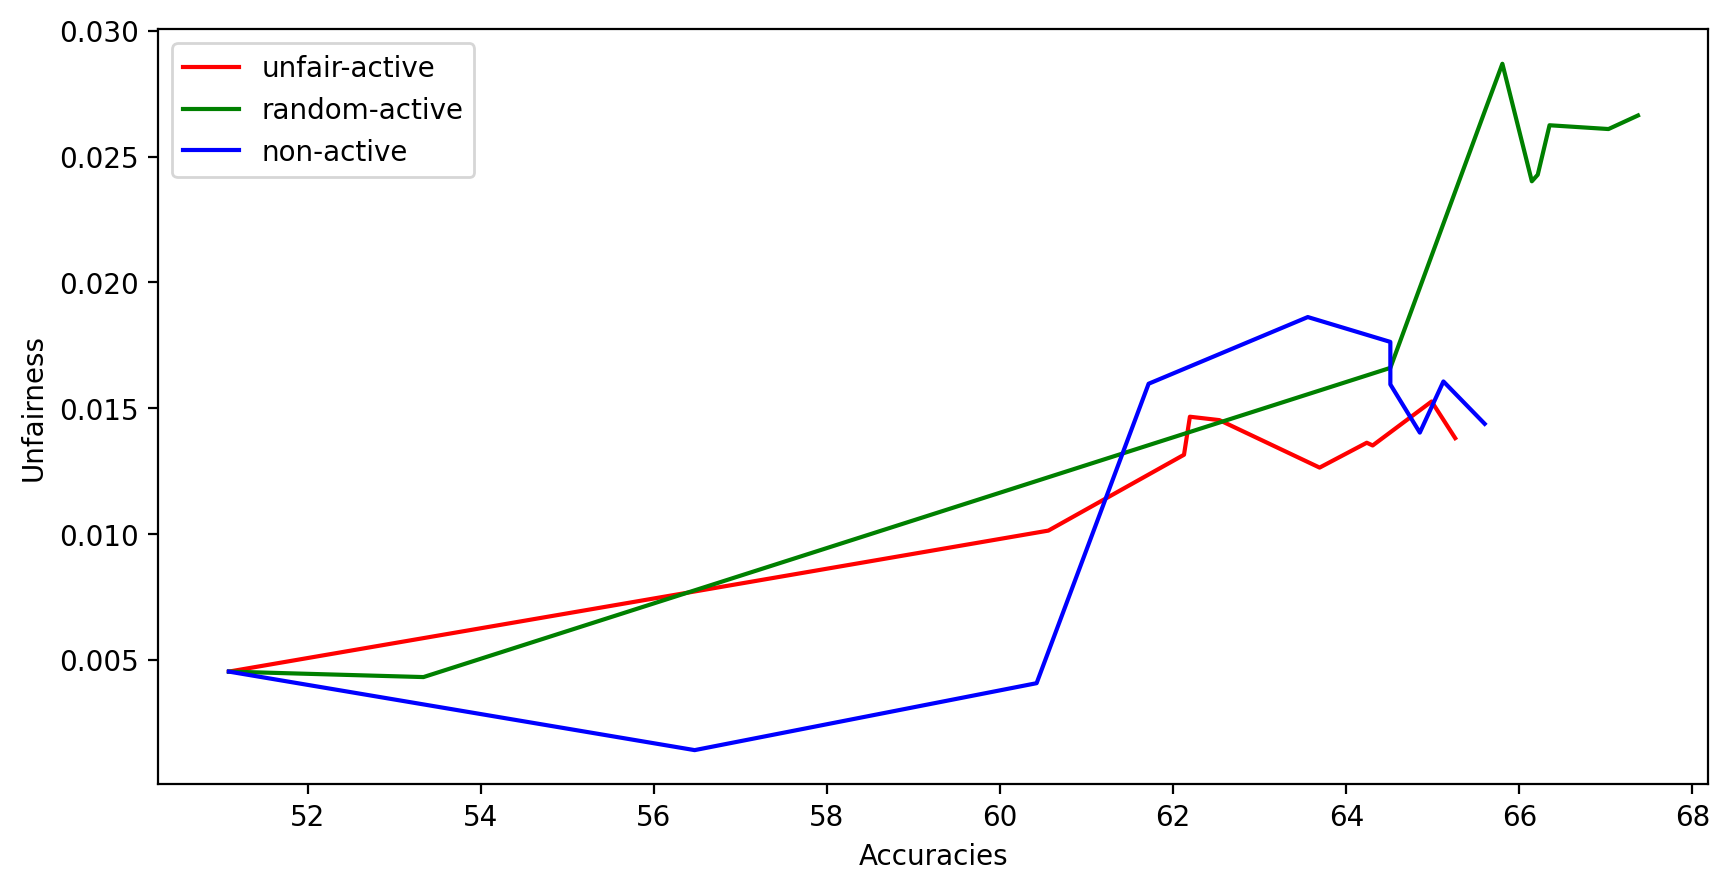 0.030
0.025
0.020
0.015
0.010
0.005
Unfairness
unfair-active
random-active
non-active
52 54 56 58 60 62 64 66 68
Accuracies